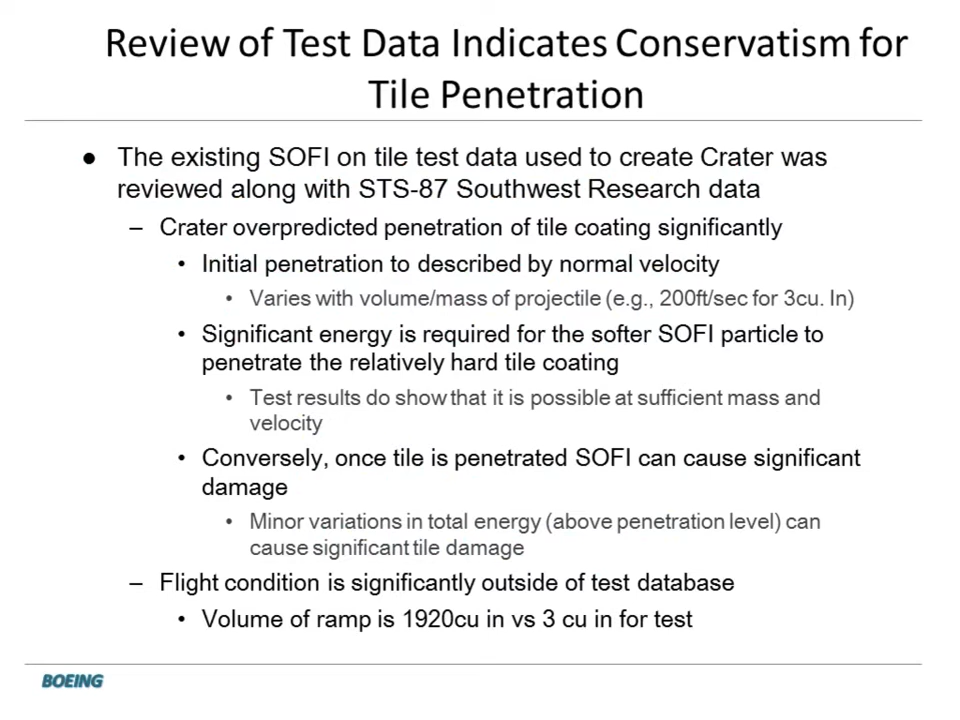 Review of Test Data Indicates Conservatism for
Tile Penetration
● The existing SOFI on tile test data used to create Crater was
reviewed along with STS-87 Southwest Research data
– Crater overpredicted penetration of tile coating significantly
• Initial penetration to described by normal velocity
• Varies with volume/mass of projectile (e.g., 200ft/sec for 3cu. In)
• Significant energy is required for the softer SOFI particle to
penetrate the relatively hard tile coating
• Test results do show that it is possible at sufficient mass and
velocity
• Conversely, once tile is penetrated SOFI can cause significant
damage
• Minor variations in total energy (above penetration level) can
cause significant tile damage
– Flight condition is significantly outside of test database
• Volume of ramp is 1920cu in vs 3 cu in for test
BOEING